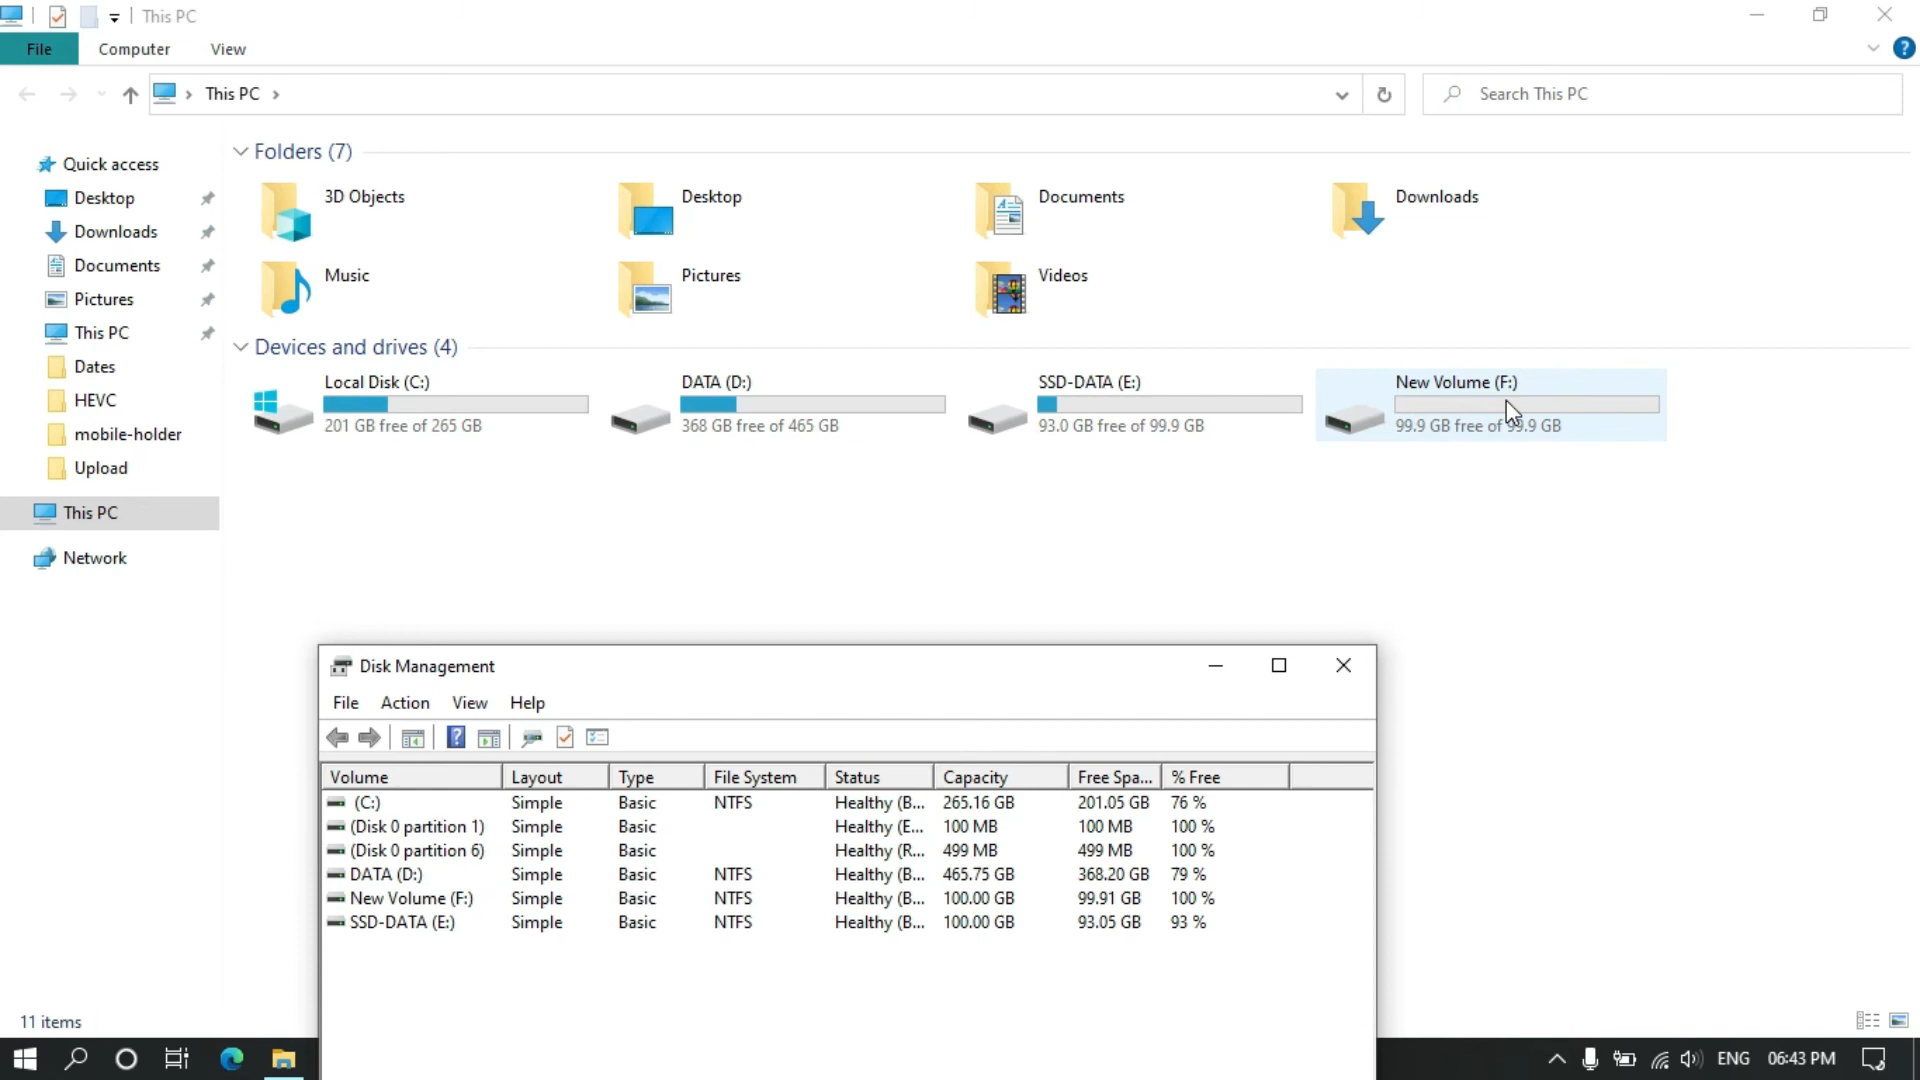 This PC
File Computer View
This PC
Search This PC
Quick access
Desktop
Downloads
Documents
Pictures
This PC
Dates
HEVC
mobile-holder
Upload
This PC
Network
Folders (7)
3D Objects
Desktop
Documents
Downloads
Music
Pictures
Videos
Devices and drives (4)
Local Disk (C:)
201 GB free of 265 GB
DATA (D:)
368 GB free of 465 GB
SSD-DATA (E:)
93.0 GB free of 99.9 GB
New Volume (F:)
99.9 GB free of 99.9 GB
Disk Management
File Action View Help
Volume Layout Type File System Status Capacity Free Spa... % Free
(C:) Simple Basic NTFS Healthy (B... 265.16 GB 201.05 GB 76 %
(Disk 0 partition 1) Simple Basic Healthy (E... 100 MB 100 MB 100 %
(Disk 0 partition 6) Simple Basic Healthy (R... 499 MB 499 MB 100 %
DATA (D:) Simple Basic NTFS Healthy (B... 465.75 GB 368.20 GB 79 %
New Volume (F:) Simple Basic NTFS Healthy (B... 100.00 GB 99.91 GB 100 %
SSD-DATA (E:) Simple Basic NTFS Healthy (B... 100.00 GB 93.05 GB 93 %
11 items
ENG 06:43 PM